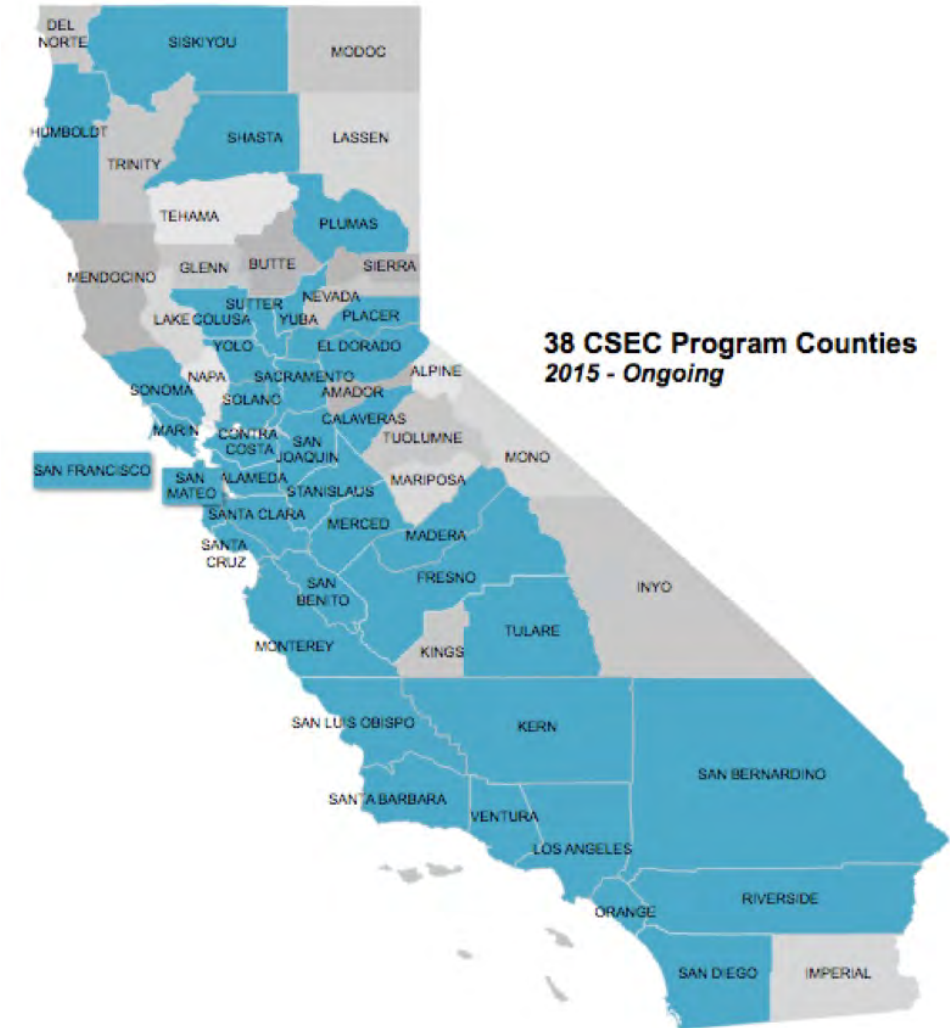 DEL
NORTE
SISKIYOU
MODOC
HUMBOLDT
TRINITY
SHASTA
LASSEN
TEHAMA
PLUMAS
MENDOCINO
GLENN
BUTTE
SIERRA
LAKE
COLUSA
SUTTER
YUBA
NEVADA
PLACER
YOLO
EL DORADO
38 CSEC Program Counties
2015 - Ongoing
SONOMA
NAPA
SACRAMENTO
ALPINE
SOLANO
AMADOR
MARIN
CONTRA
COSTA
SAN
JOAQUIN
CALAVERAS
TUOLUMNE
MONO
SAN FRANCISCO
SAN
MATEO
ALAMEDA
STANISLAUS
MARIPOSA
SANTA CLARA
MERCED
MADERA
SANTA
CRUZ
SAN
BENITO
FRESNO
INYO
MONTEREY
KINGS
TULARE
SAN LUIS OBISPO
KERN
SAN BERNARDINO
SANTA BARBARA
VENTURA
LOS ANGELES
ORANGE
RIVERSIDE
SAN DIEGO
IMPERIAL